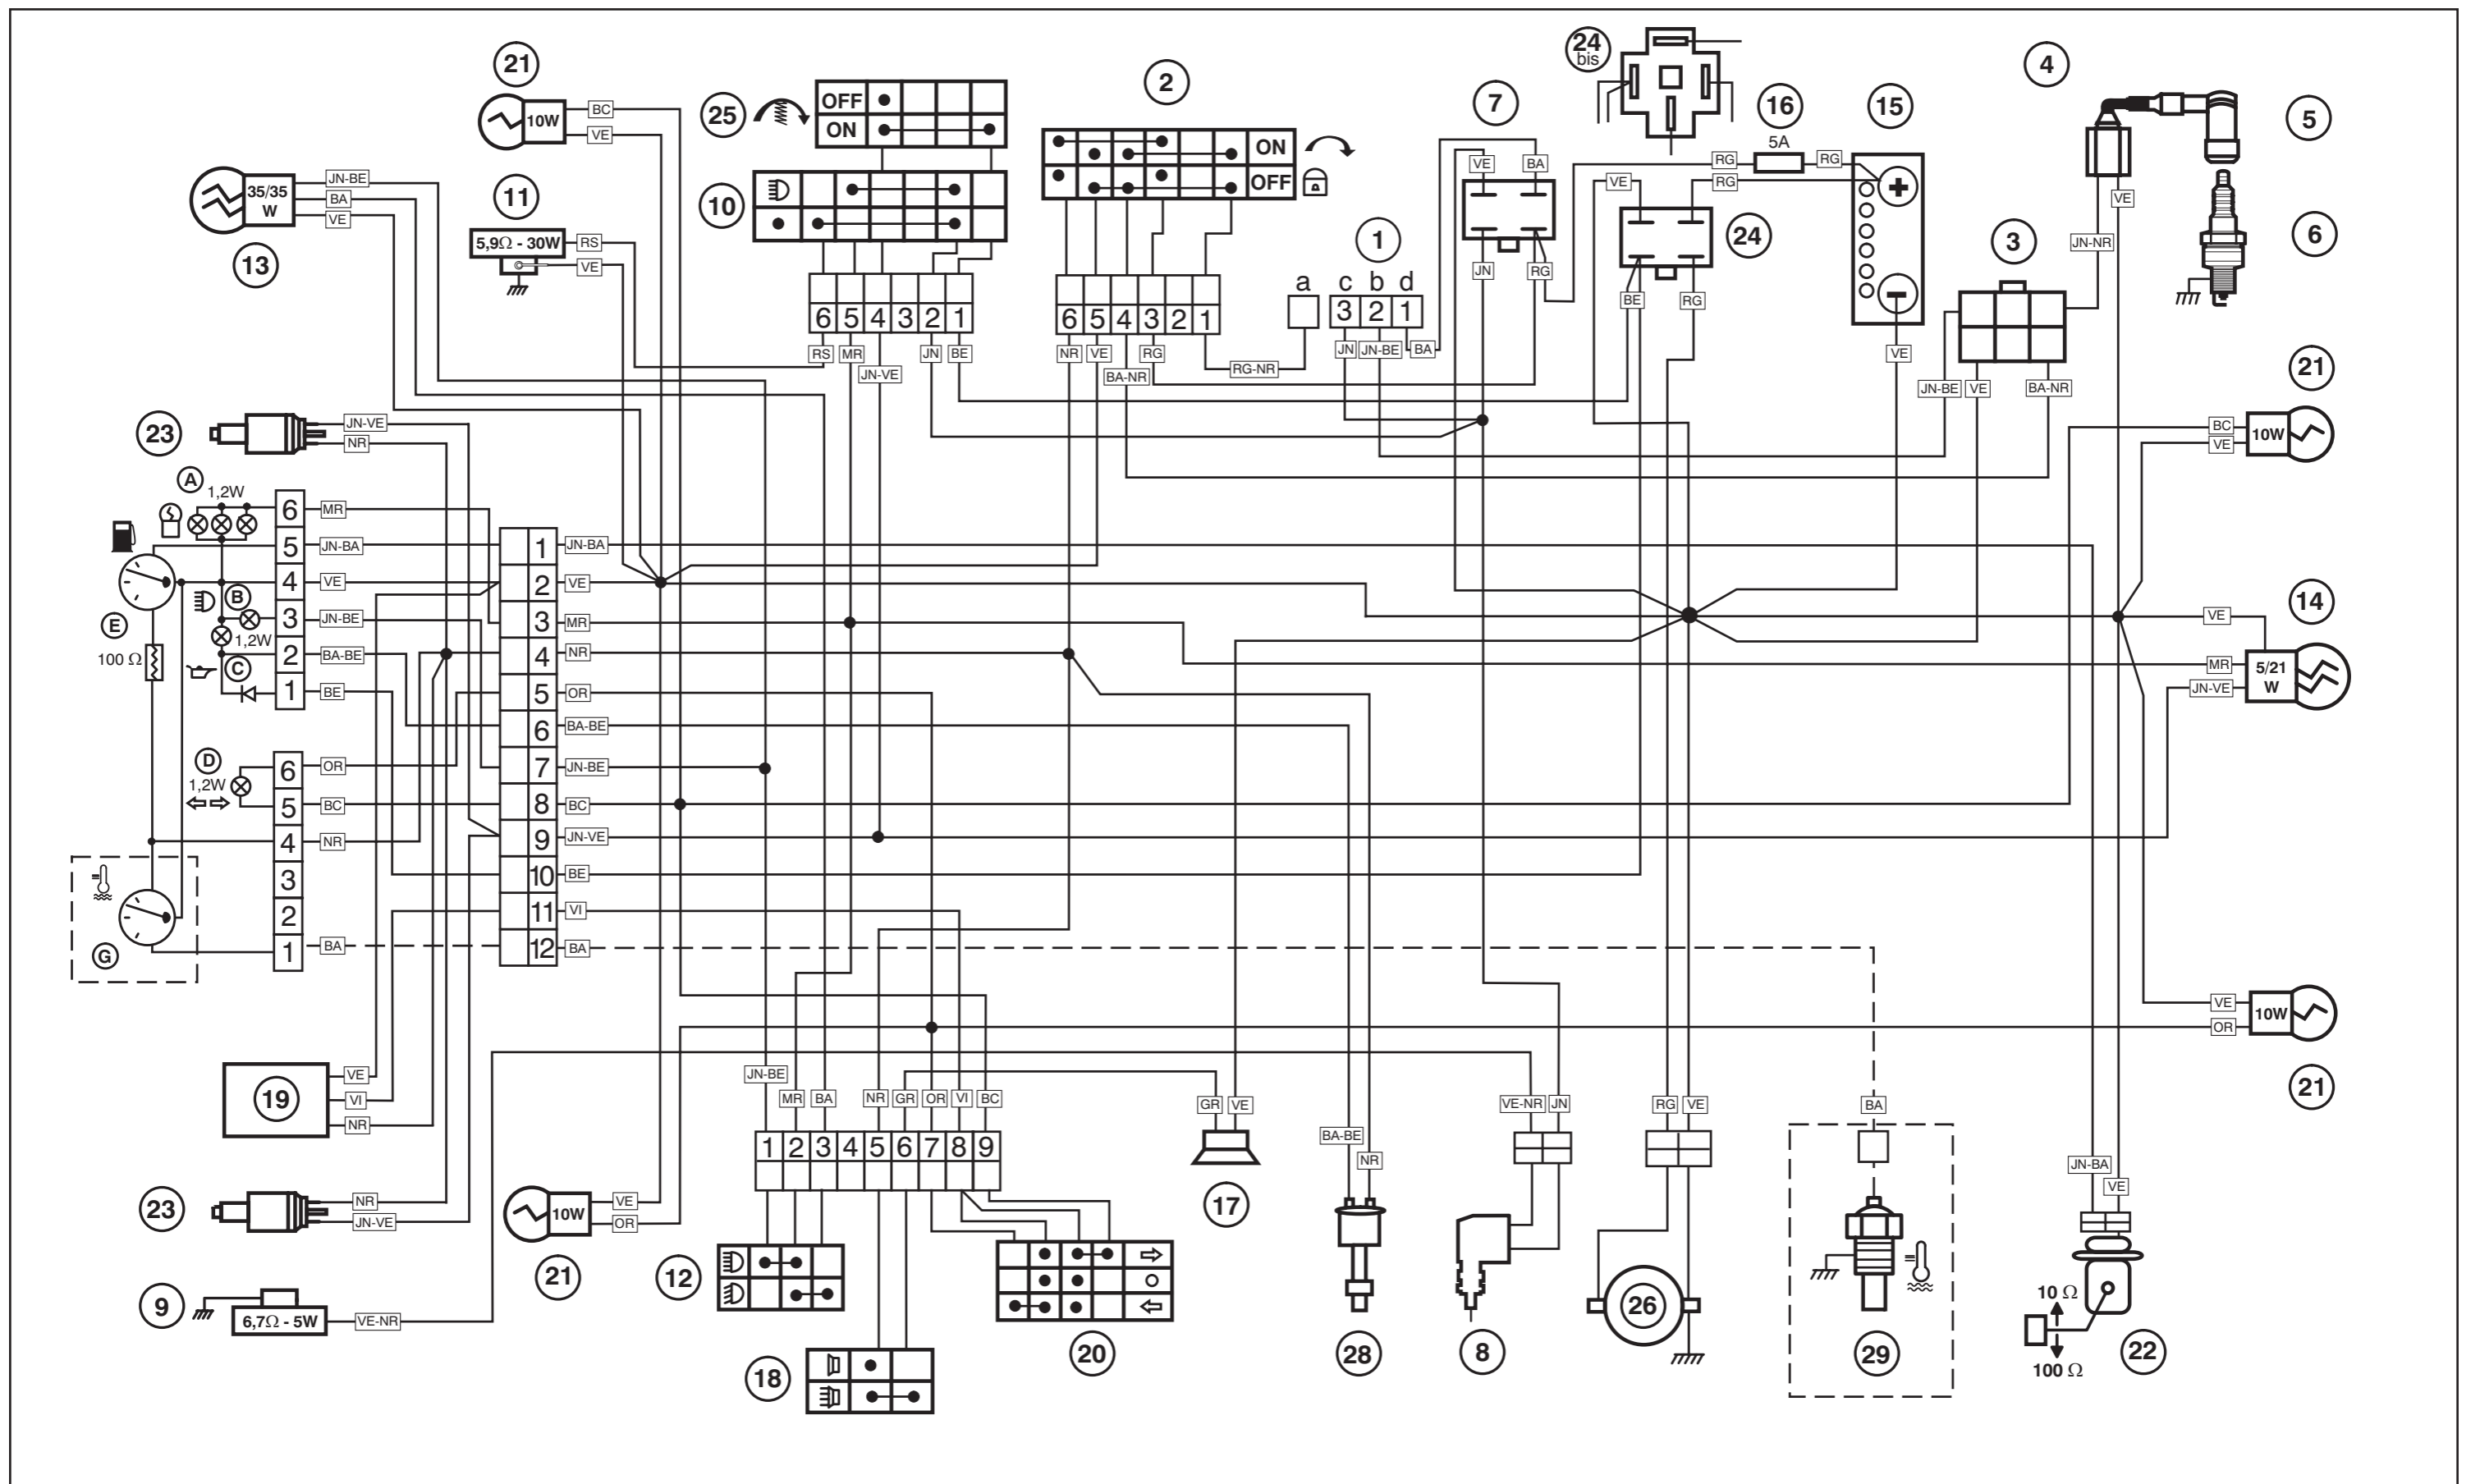 21
10W
BC
VE
25
OFF
ON
2
ON
OFF
24
bis
7
16
5A
15
4
5
6
35/35
W
JN-BE
BA
VE
13
11
5,9Ω - 30W
RS
VE
10
6 5 4 3 2 1
RS MR JN-VE JN BE
6 5 4 3 2 1
NR VE BA-NR RG RG-NR
1
a c b d
3 2 1
JN JN-BE BA
VE BA
JN RG
VE RG
RG RG
24
BE RG
VE
3
JN-NR
VE
JN-BE VE BA-NR
21
BC
VE
10W
23
JN-VE
NR
A
1,2W
6 MR
5 JN-BA
4 VE
B
3 JN-BE
E
1,2W
100 Ω
2 BA-BE
C
1 BE
1 JN-BA
2 VE
3 MR
4 NR
5 OR
6 BA-BE
7 JN-BE
8 BC
9 JN-VE
10 BE
11 VI
12 BA
14
VE
MR
JN-VE
5/21
W
D
1,2W
6 OR
5 BC
4 NR
3
2
1 BA
G
VE
OR
10W
21
19
VE
VI
NR
JN-BE
MR BA NR GR OR VI BC
1 2 3 4 5 6 7 8 9
GR VE
17
BA-BE
NR
28
VE-NR JN
8
RG VE
26
BA
29
JN-BA
VE
10 Ω
100 Ω
22
23
NR
JN-VE
10W
VE
OR
21
9
6,7Ω - 5W
VE-NR
12
18
20